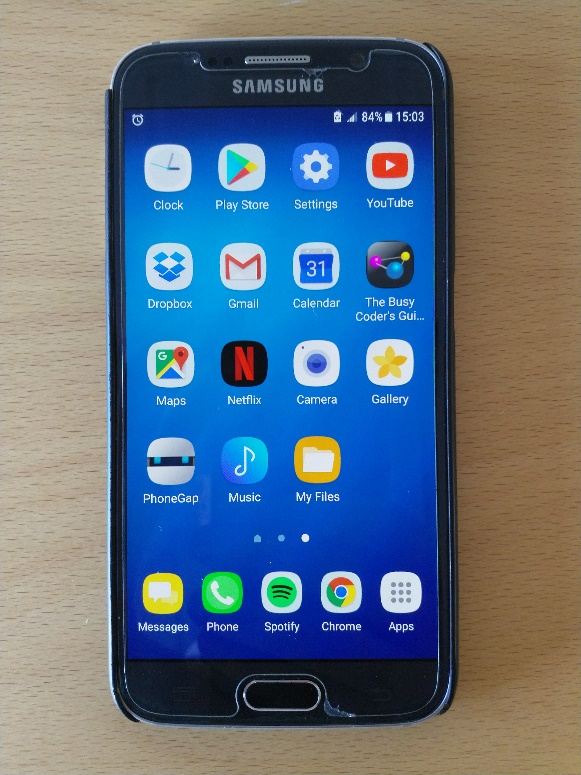 SAMSUNG
84% 15:03
Clock Play Store Settings YouTube
Dropbox Gmail 31 Calendar The Busy
Coder's Gui...
G
Maps N Netflix Camera Gallery
PhoneGap Music My Files
Messages Phone Spotify Chrome Apps